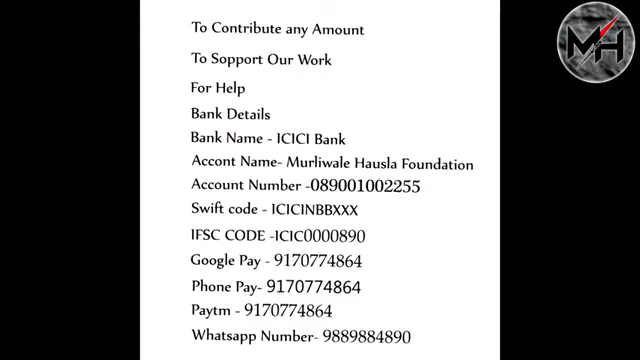 To Contribute any Amount
To Sopport Our Work
For Help
Bank Details
Bank Name - ICICI Bank
Accont Name- Murliwale Hausla Foundation
Account Number -089001002255
Swift code - ICICINBBXXX
IFSC CODE -ICIC0000890
Google Pay - 9170774864
Phone Pay- 9170774864
Paytm - 9170774864
Whatsapp Number- 9889884890
MH